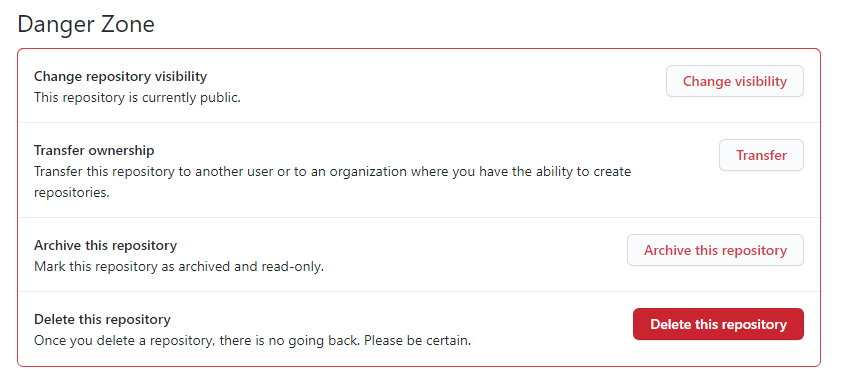 Danger Zone
Change repository visibility
This repository is currently public.
Change visibility
Transfer ownership
Transfer this repository to another user or to an organization where you have the ability to create
repositories.
Transfer
Archive this repository
Mark this repository as archived and read-only.
Archive this repository
Delete this repository
Once you delete a repository, there is no going back. Please be certain.
Delete this repository